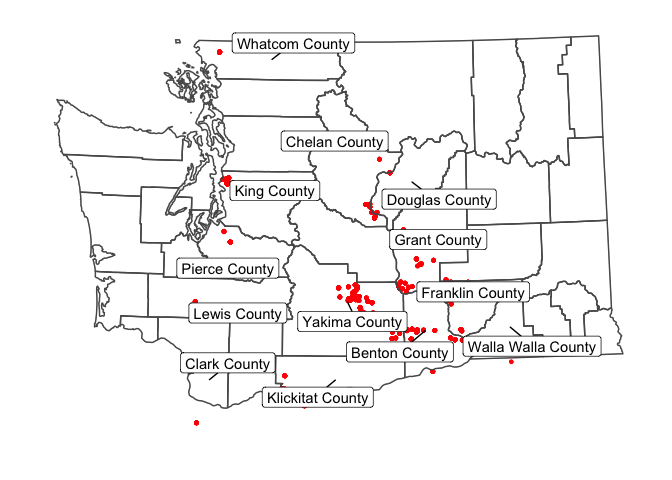 Whatcom County
Chelan County
King County
Douglas County
Grant County
Pierce County
Franklin County
Lewis County
Yakima County
Walla Walla County
Benton County
Clark County
Klickitat County